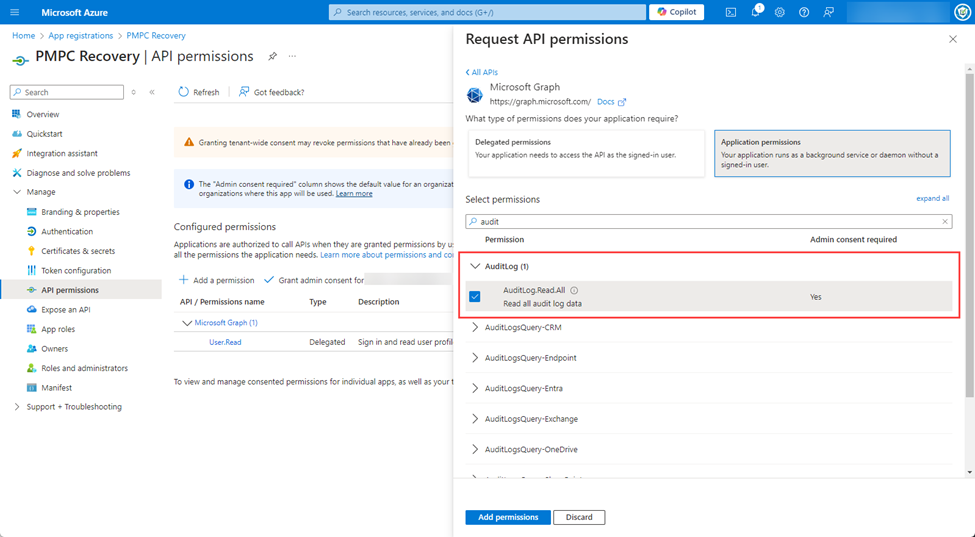 Microsoft Azure
Search resources, services, and docs (G+/)
Copilot
1
Home > App registrations > PMPC Recovery
PMPC Recovery | API permissions
Search
Overview
Quickstart
Integration assistant
Diagnose and solve problems
Manage
Branding & properties
Authentication
Certificates & secrets
Token configuration
API permissions
Expose an API
App roles
Owners
Roles and administrators
Manifest
Support + Troubleshooting
Refresh
Got feedback?
Granting tenant-wide consent may revoke permissions that have already been
The "Admin consent required" column shows the default value for an organizat
organizations where this app will be used. Learn more
Configured permissions
Applications are authorized to call APIs when they are granted permissions by us
all the permissions the application needs. Learn more about permissions and co
Add a permission
Grant admin consent for
API / Permissions name Type Description
Microsoft Graph (1)
User.Read Delegated Sign in and read user profil
To view and manage consented permissions for individual apps, as well as your t
Request API permissions
All APIs
Microsoft Graph
https://graph.microsoft.com/ Docs
What type of permissions does your application require?
Delegated permissions
Your application needs to access the API as the signed-in user.
Application permissions
Your application runs as a background service or daemon without a
signed-in user.
Select permissions
expand all
audit
Permission Admin consent required
AuditLog (1)
AuditLog.Read.All
Read all audit log data
Yes
AuditLogsQuery-CRM
AuditLogsQuery-Endpoint
AuditLogsQuery-Entra
AuditLogsQuery-Exchange
AuditLogsQuery-OneDrive
Add permissions
Discard